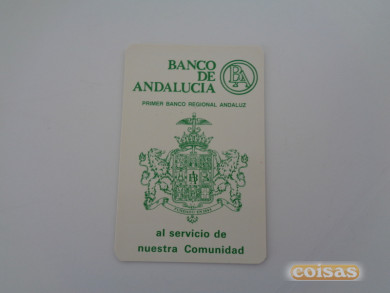 BANCO
DE
ANDALUCIA
BA
PRIMER BANCO REGIONAL ANDALUZ
al servicio de
nuestra Comunidad
coisas